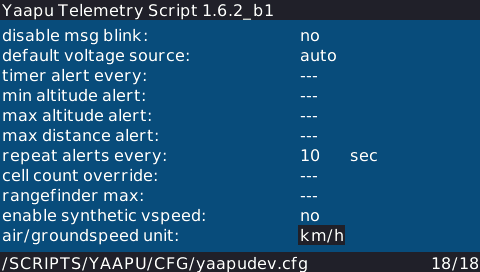 Yaapu Telemetry Script 1.6.2_b1
disable msg blink: no
default voltage source: auto
timer alert every: ---
min altitude alert: ---
max altitude alert: ---
max distance alert: ---
repeat alerts every: 10 sec
cell count override: ---
rangefinder max: ---
enable synthetic vspeed: no
air/groundspeed unit: km/h
/SCRIPTS/YAAPU/CFG/yaapudev.cfg 18/18